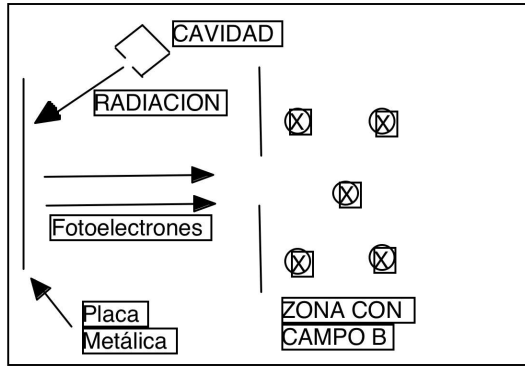 CAVIDAD
RADIACION
X X
X
Fotoelectrones
X X
Placa
Metálica
ZONA CON
CAMPO B